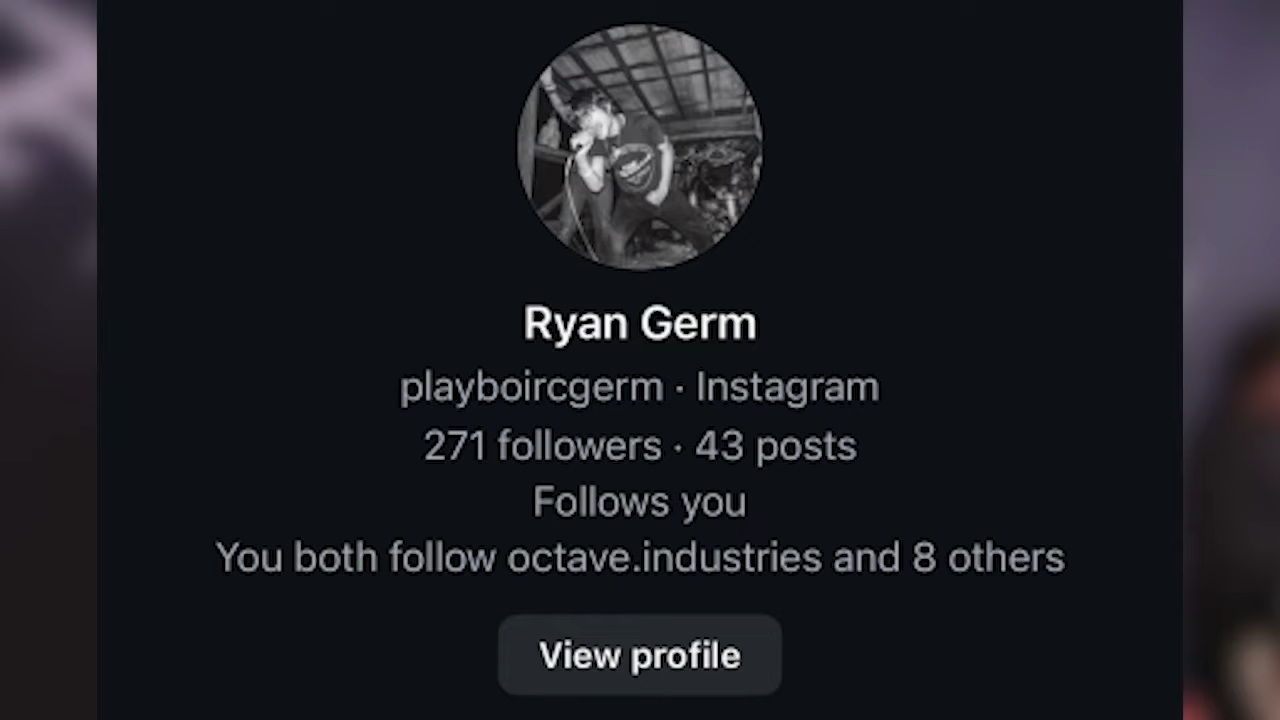 Ryan Germ
playboircgerm · Instagram
271 followers · 43 posts
Follows you
You both follow octave.industries and 8 others
View profile